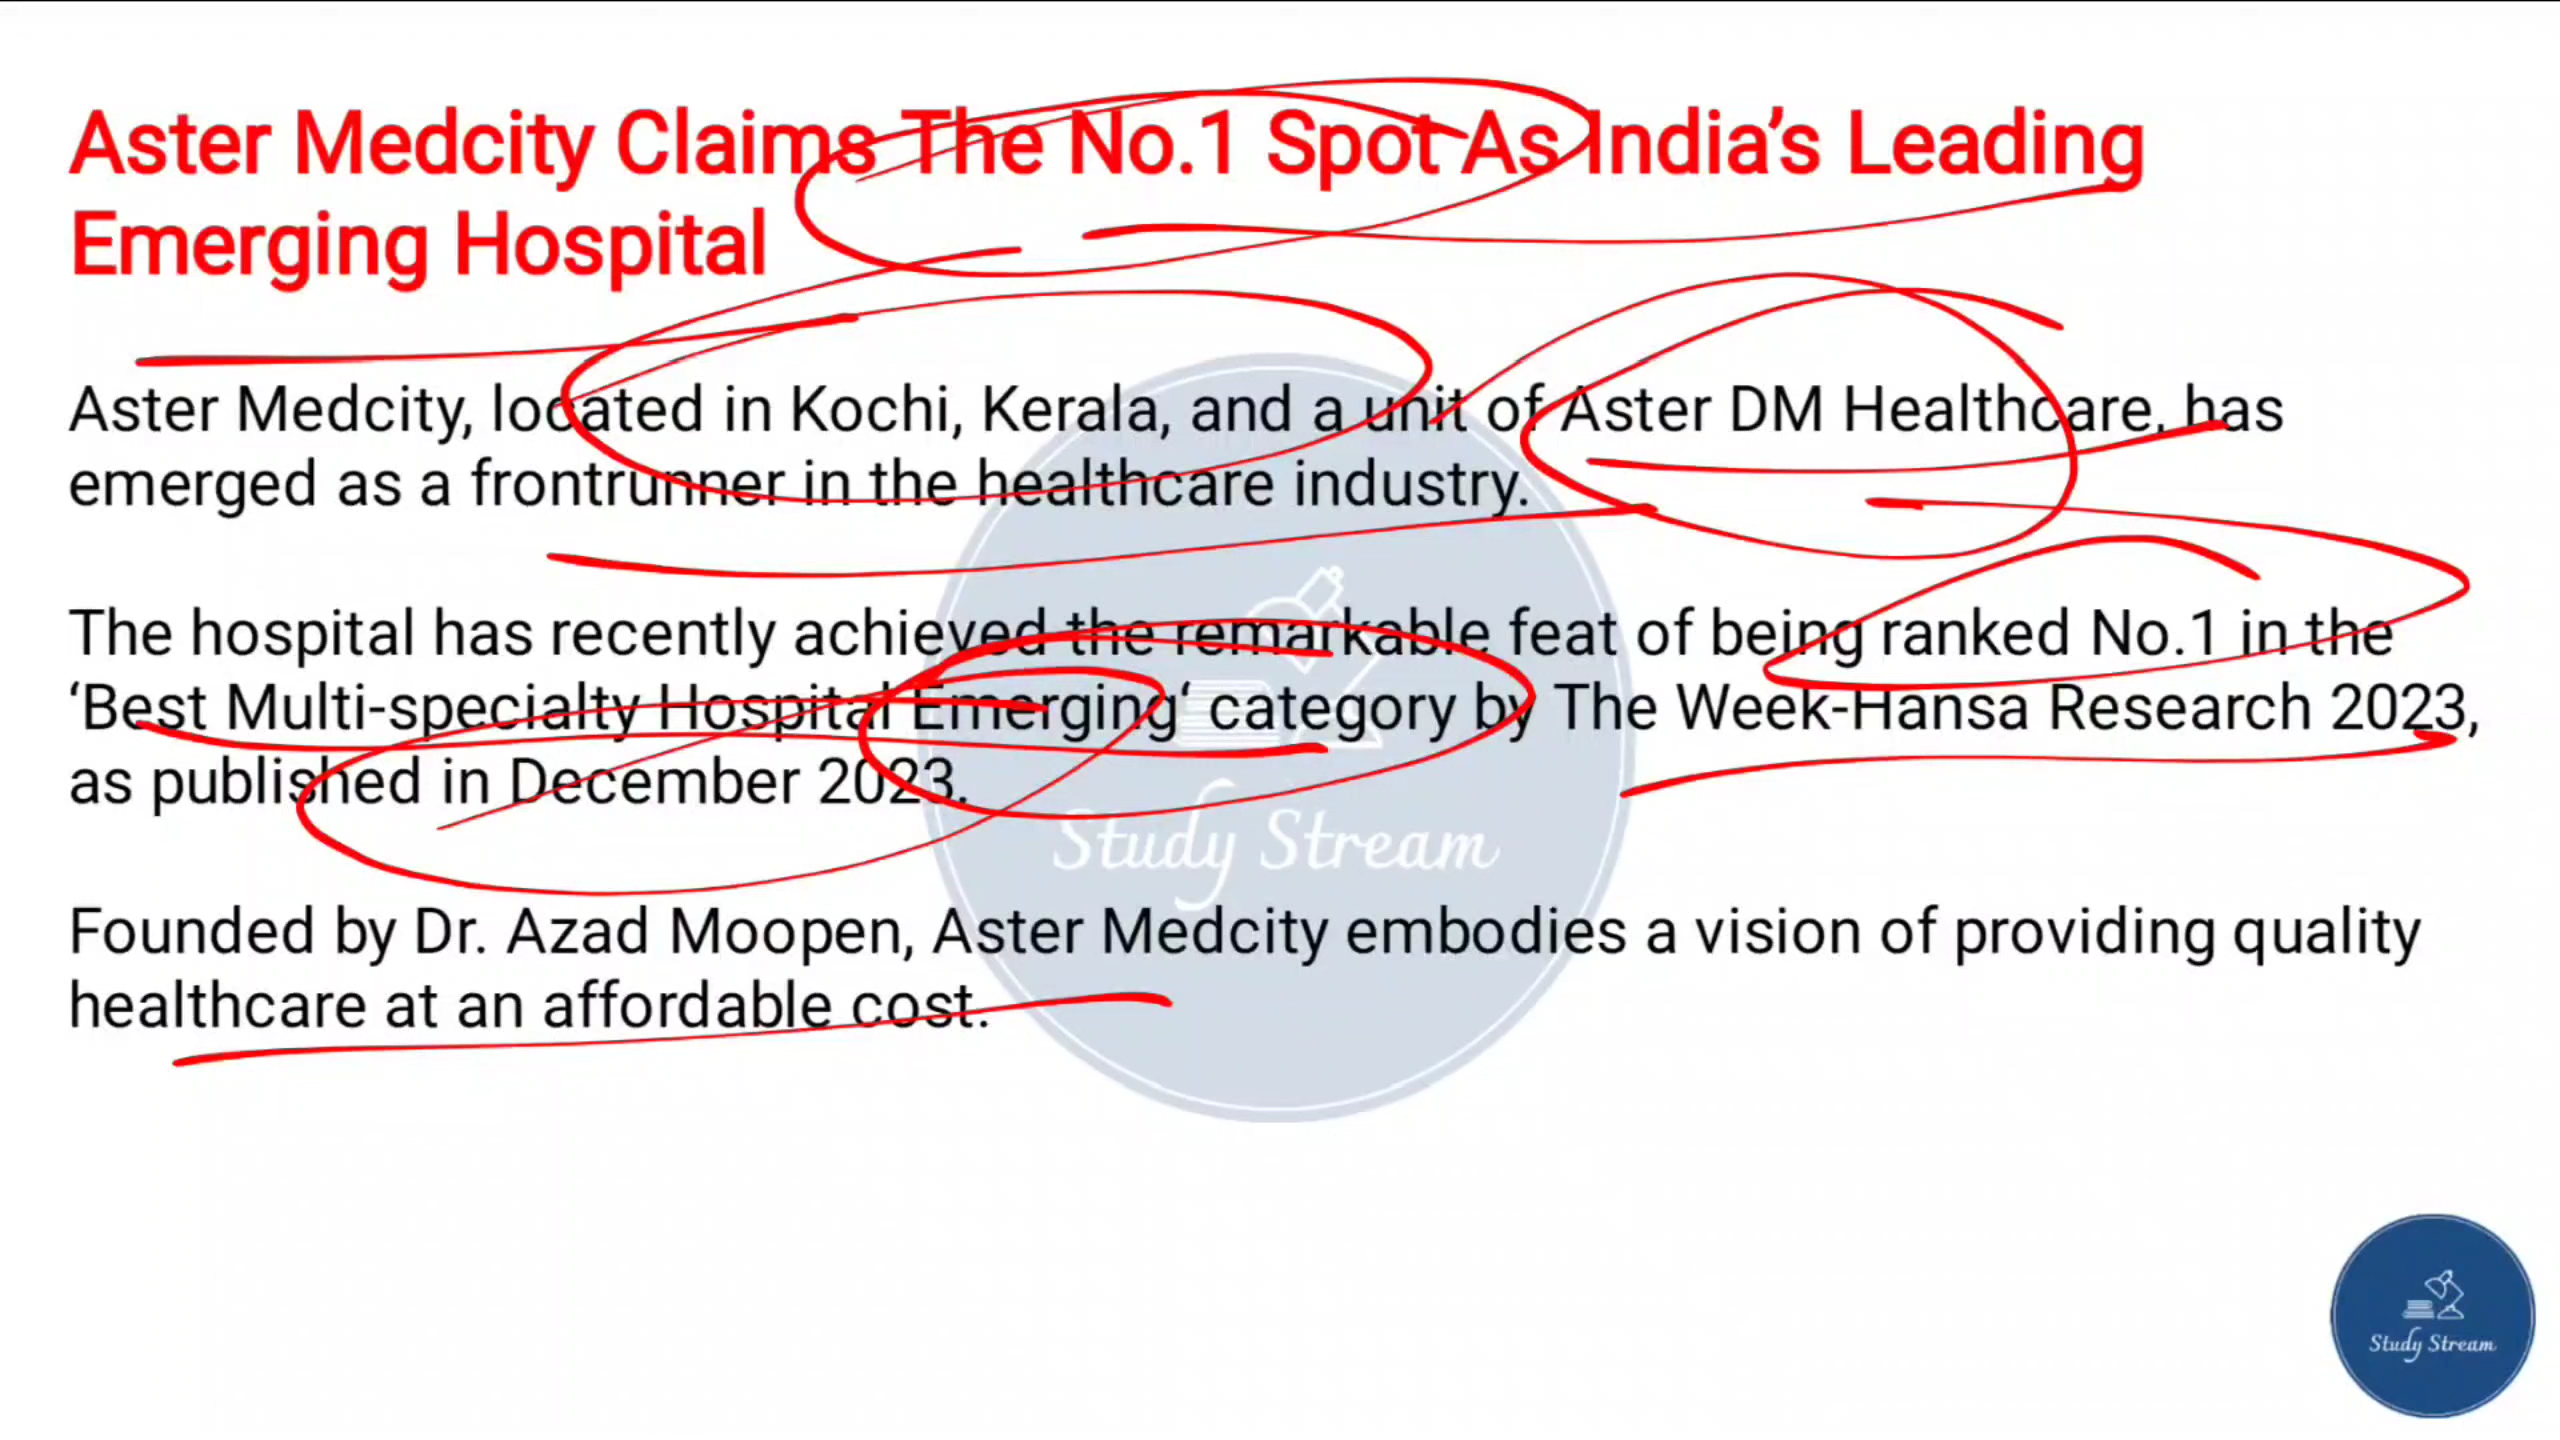 Aster Medcity Claims The No.1 Spot As India’s Leading
Emerging Hospital
Aster Medcity, located in Kochi, Kerala, and a unit of Aster DM Healthcare, has
emerged as a frontrunner in the healthcare industry.
The hospital has recently achieved the remarkable feat of being ranked No.1 in the
‘Best Multi-specialty Hospital Emerging‘ category by The Week-Hansa Research 2023,
as published in December 2023.
Study Stream
Founded by Dr. Azad Moopen, Aster Medcity embodies a vision of providing quality
healthcare at an affordable cost.
Study Stream